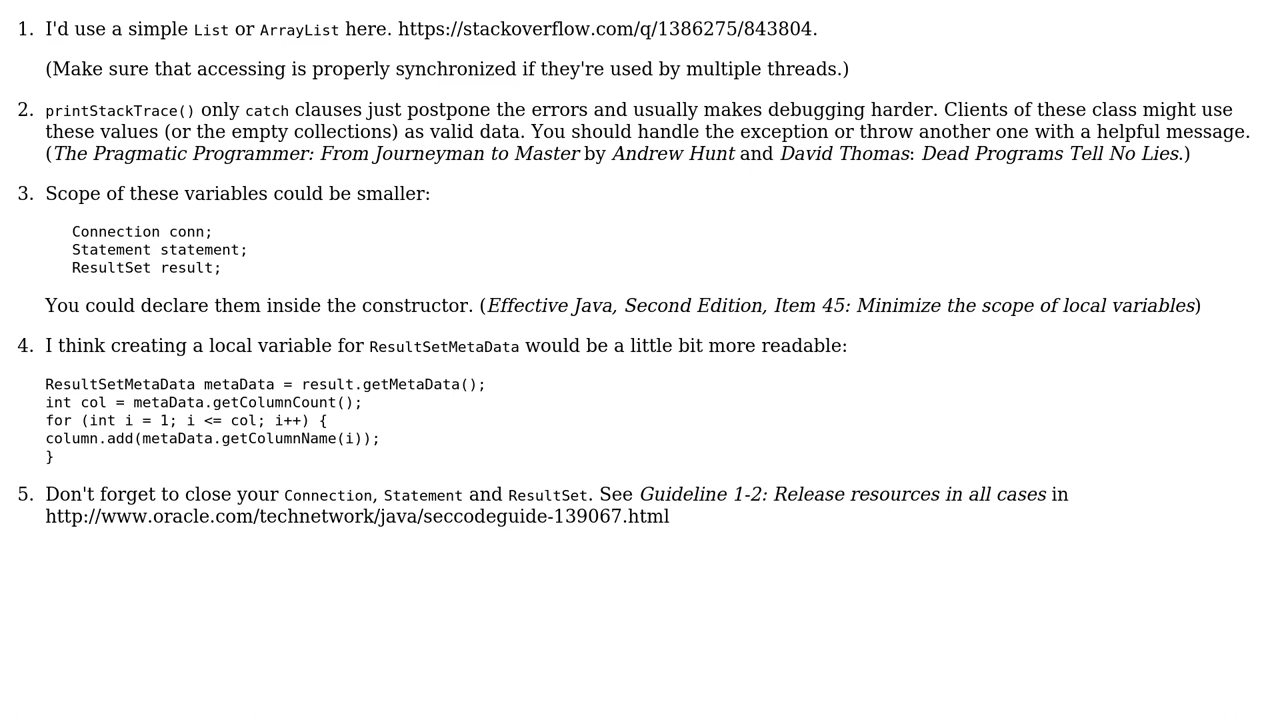 1. I'd use a simple List or ArrayList here. https://stackoverflow.com/q/1386275/843804.
(Make sure that accessing is properly synchronized if they're used by multiple threads.)
2. printStackTrace() only catch clauses just postpone the errors and usually makes debugging harder. Clients of these class might use
these values (or the empty collections) as valid data. You should handle the exception or throw another one with a helpful message.
(The Pragmatic Programmer: From Journeyman to Master by Andrew Hunt and David Thomas: Dead Programs Tell No Lies.)
3. Scope of these variables could be smaller:
Connection conn;
Statement statement;
ResultSet result;
You could declare them inside the constructor. (Effective Java, Second Edition, Item 45: Minimize the scope of local variables)
4. I think creating a local variable for ResultSetMetaData would be a little bit more readable:
ResultSetMetaData metaData = result.getMetaData();
int col = metaData.getColumnCount();
for (int i = 1; i <= col; i++) {
column.add(metaData.getColumnName(i));
}
5. Don't forget to close your Connection, Statement and ResultSet. See Guideline 1-2: Release resources in all cases in
http://www.oracle.com/technetwork/java/seccodeguide-139067.html